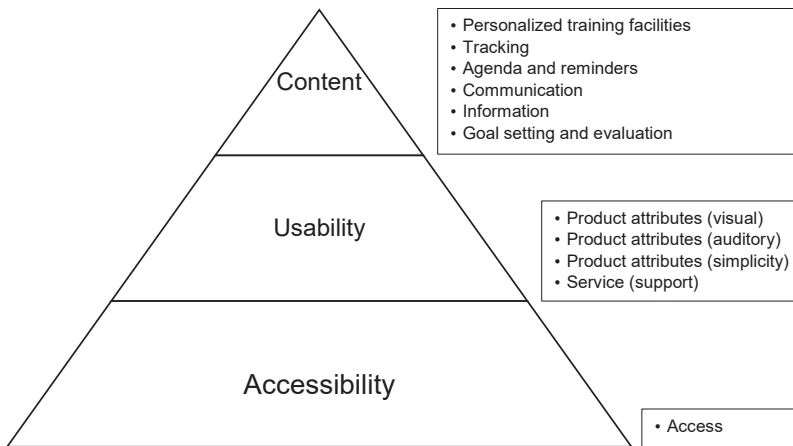 Content
• Personalized training facilities
• Tracking
• Agenda and reminders
• Communication
• Information
• Goal setting and evaluation
Usability
• Product attributes (visual)
• Product attributes (auditory)
• Product attributes (simplicity)
• Service (support)
Accessibility
• Access